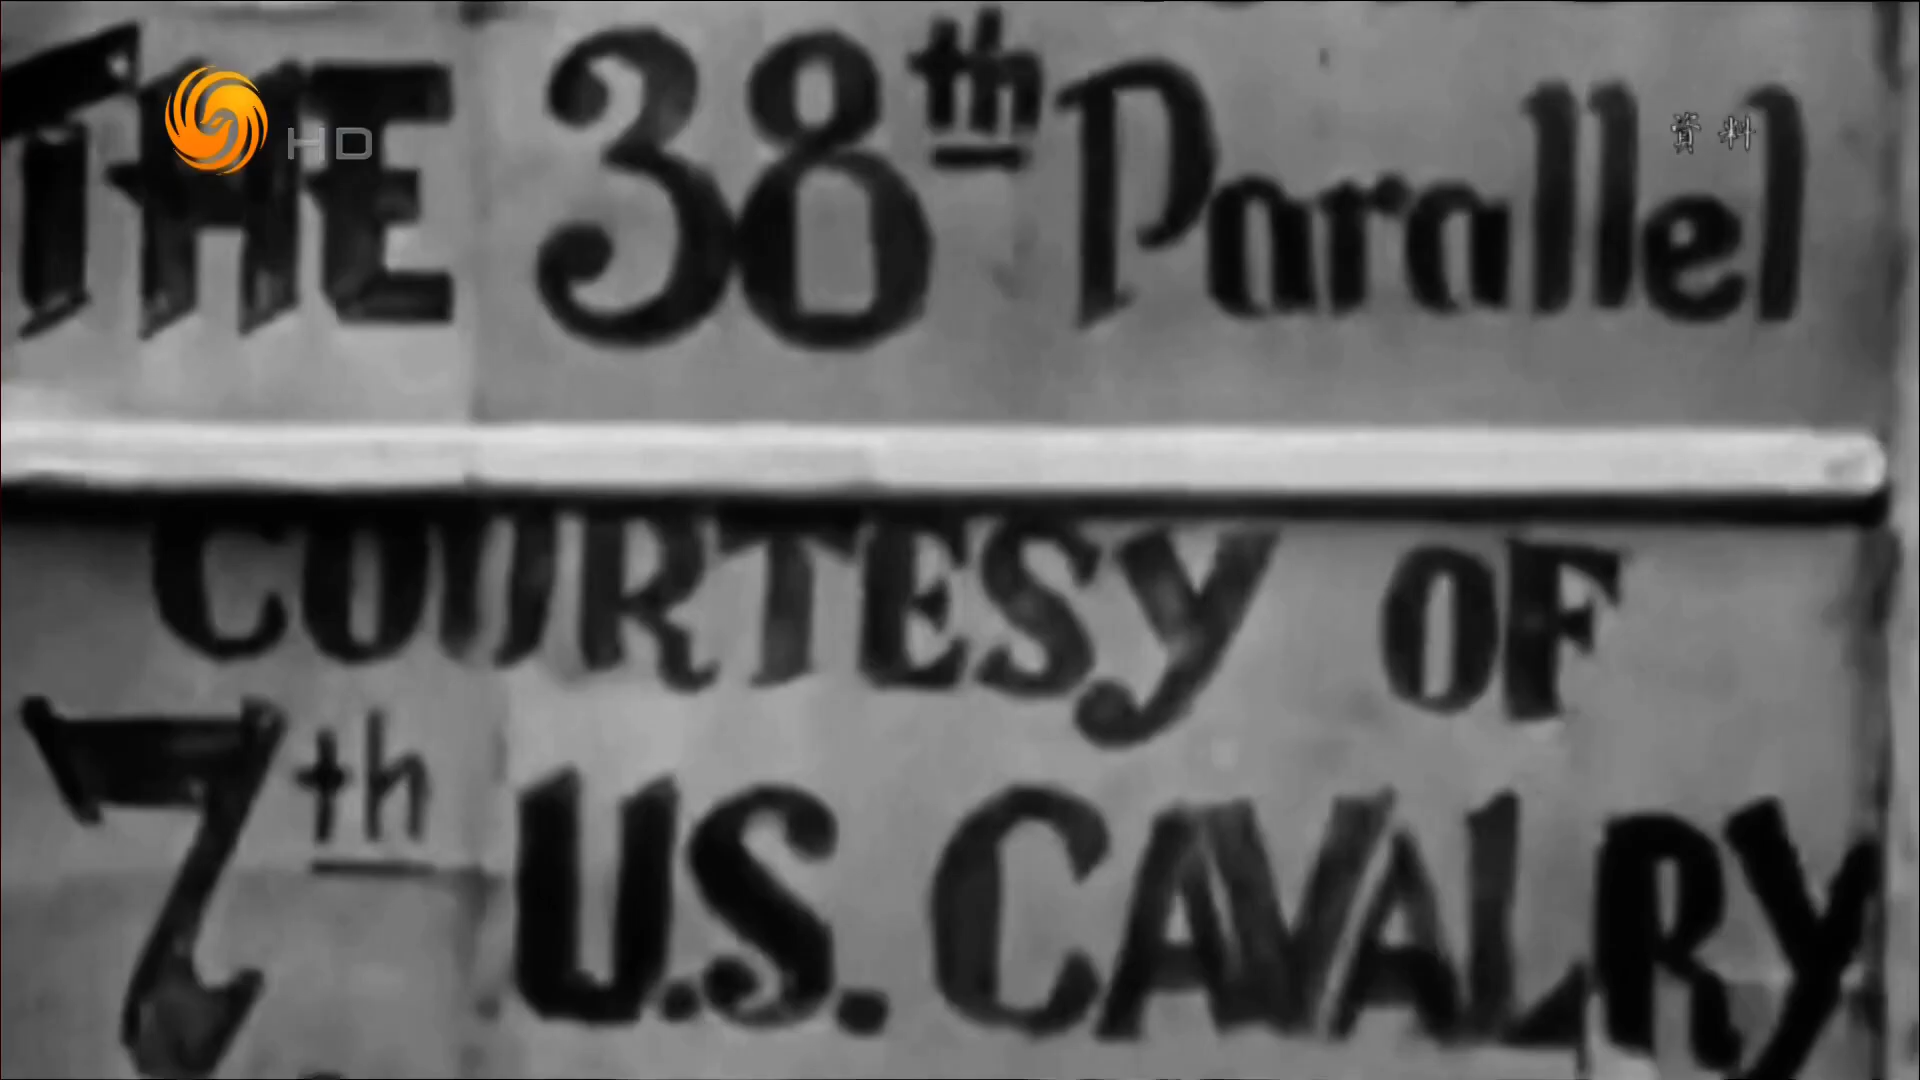 THE 38th Parallel
HD
資料
COURTESY OF
7th U.S. CAVALRY